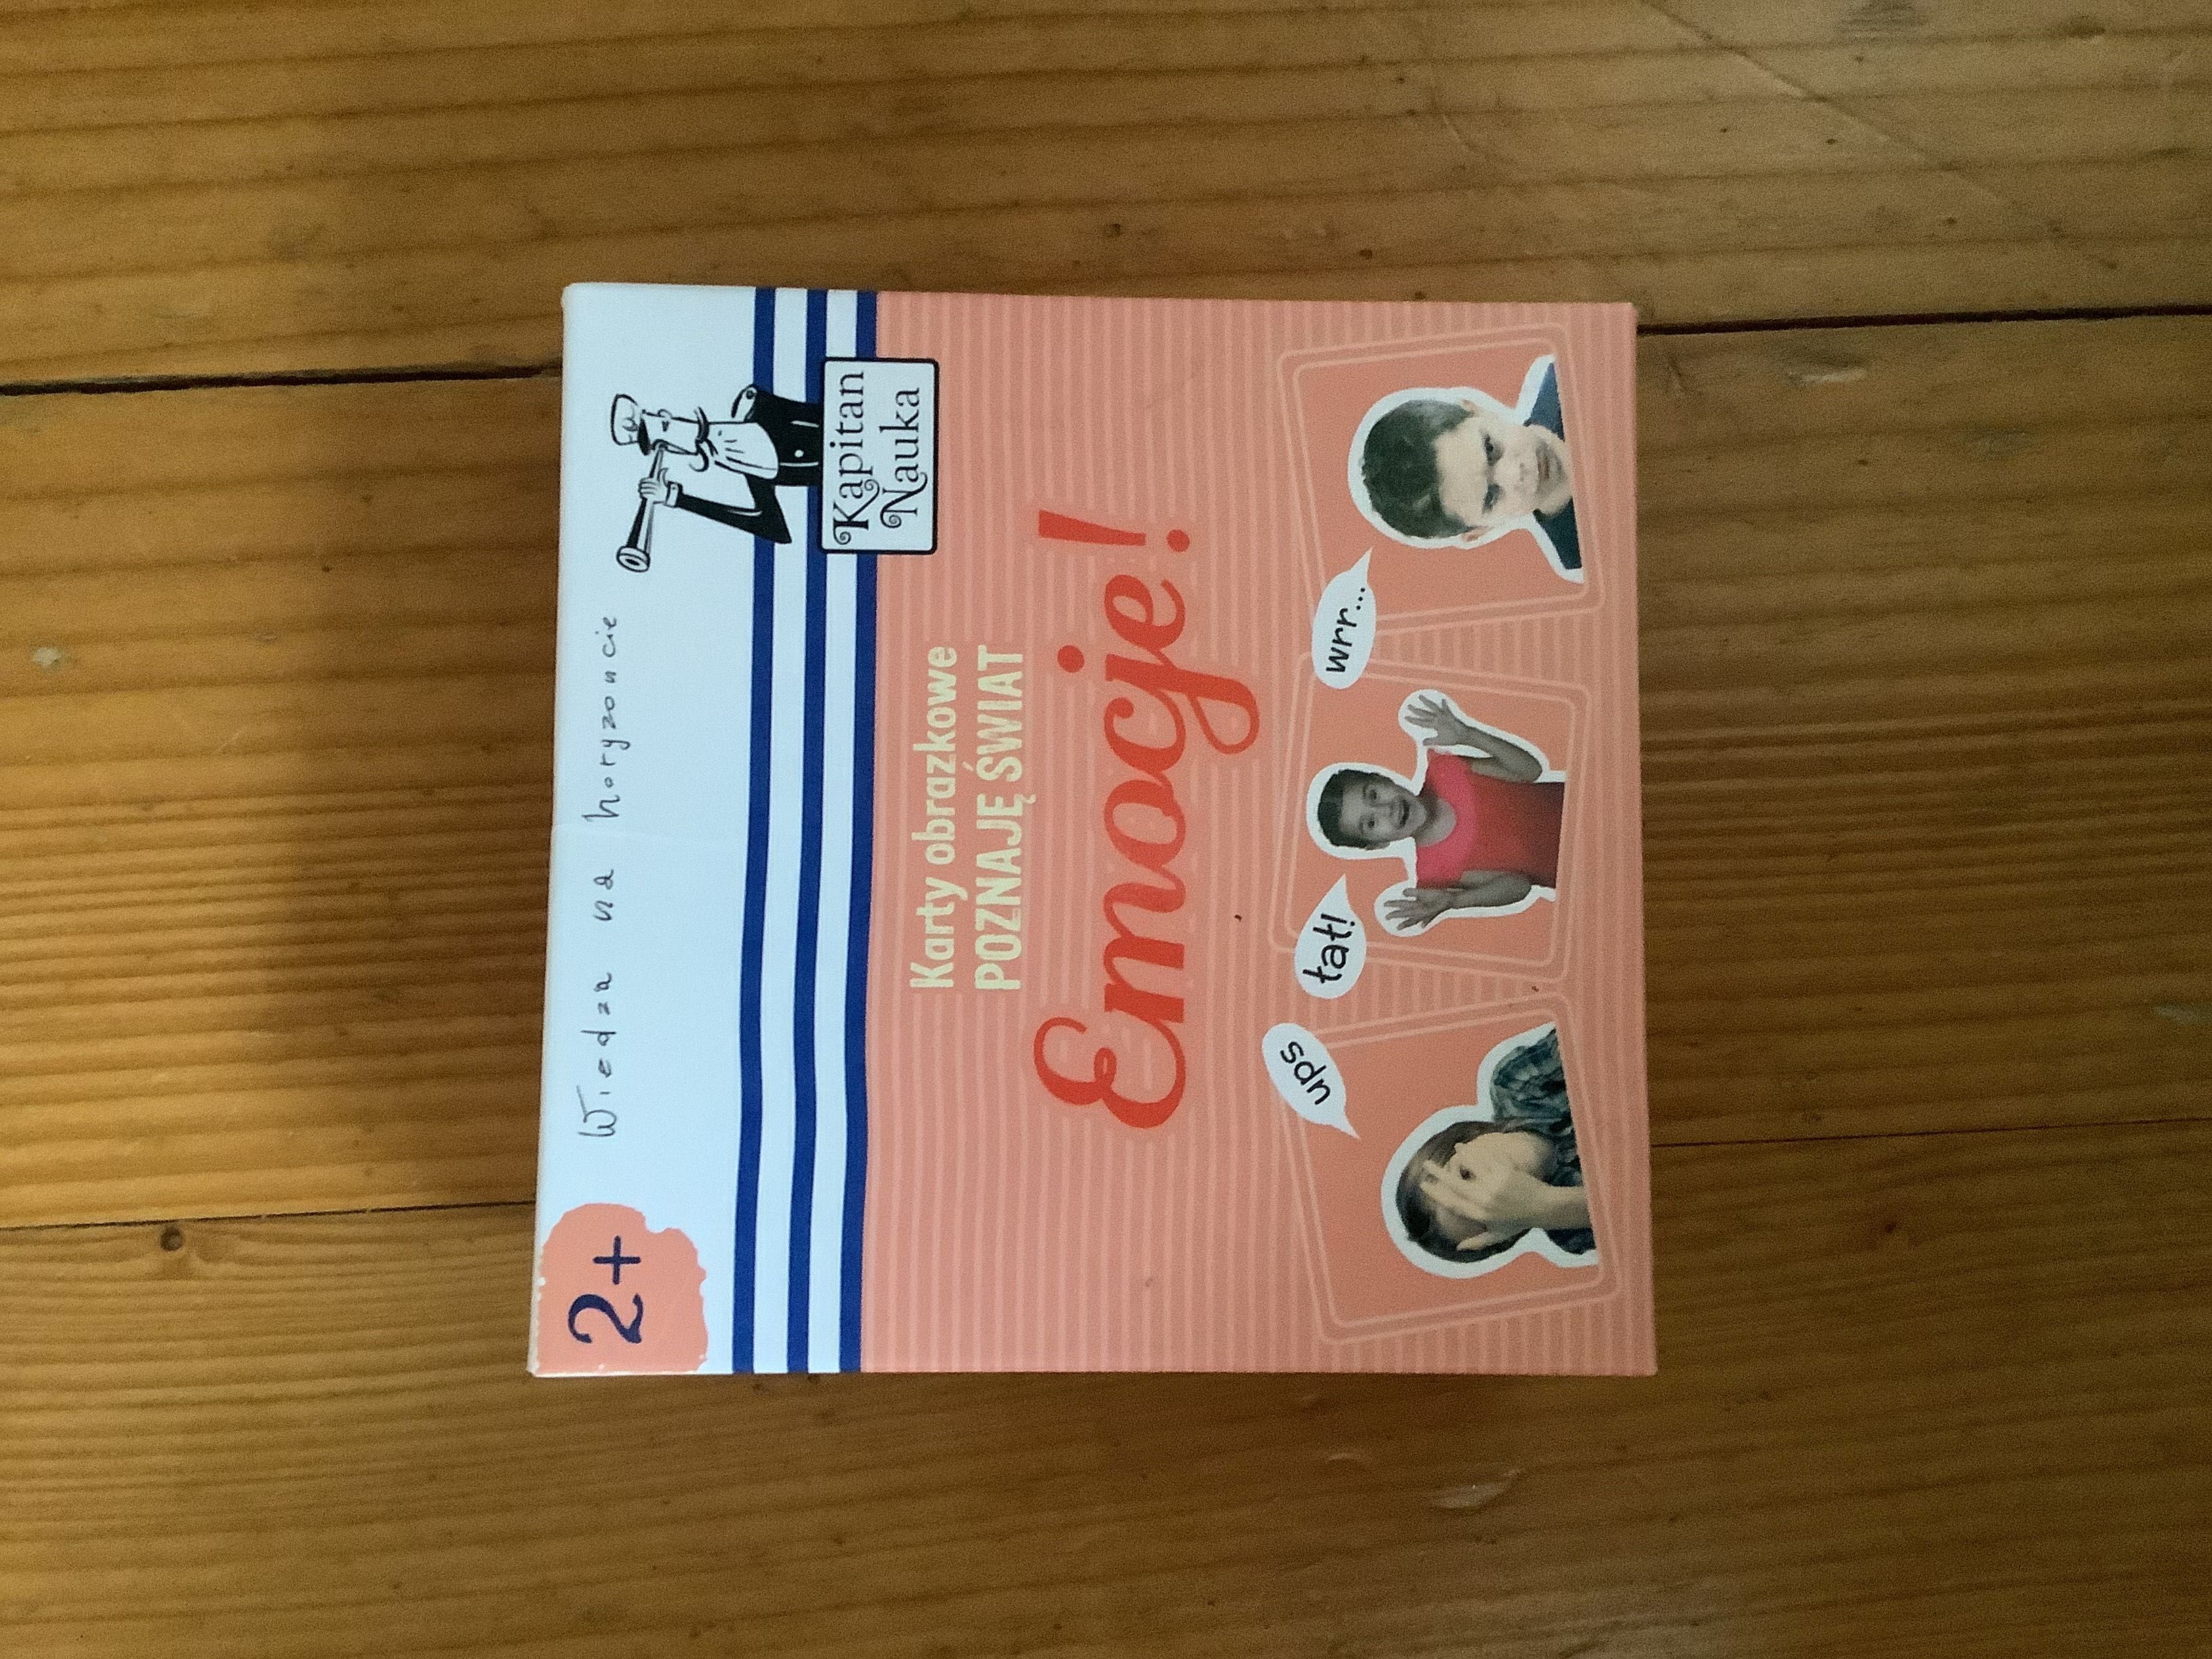 2+
Wiedza na horyzoncie
Kapitan
Nauka
Karty obrazkowe
POZNAJĘ ŚWIAT
Emocje!
ups
tat!
wrr...